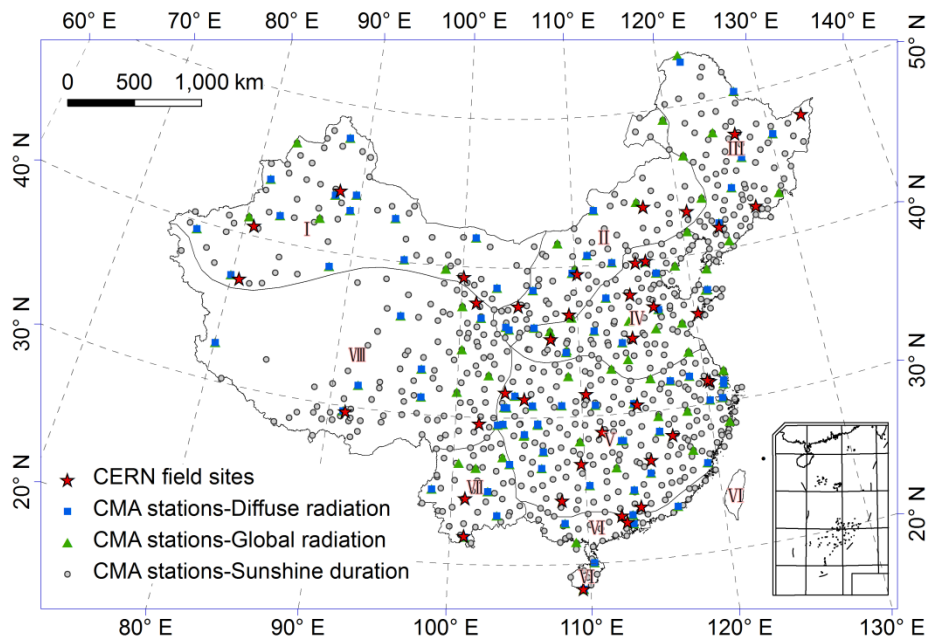 60° E 70° E 80° E 90° E 100° E 110° E 120° E 130° E 140° E
50° N
40° N
30° N
20° N
40° N
30° N
20° N
0 500 1,000 km
I
II
III
IV
V
VI
VI
VI
VII
VIII
CERN field sites
CMA stations-Diffuse radiation
CMA stations-Global radiation
CMA stations-Sunshine duration
80° E 90° E 100° E 110° E 120° E 130° E